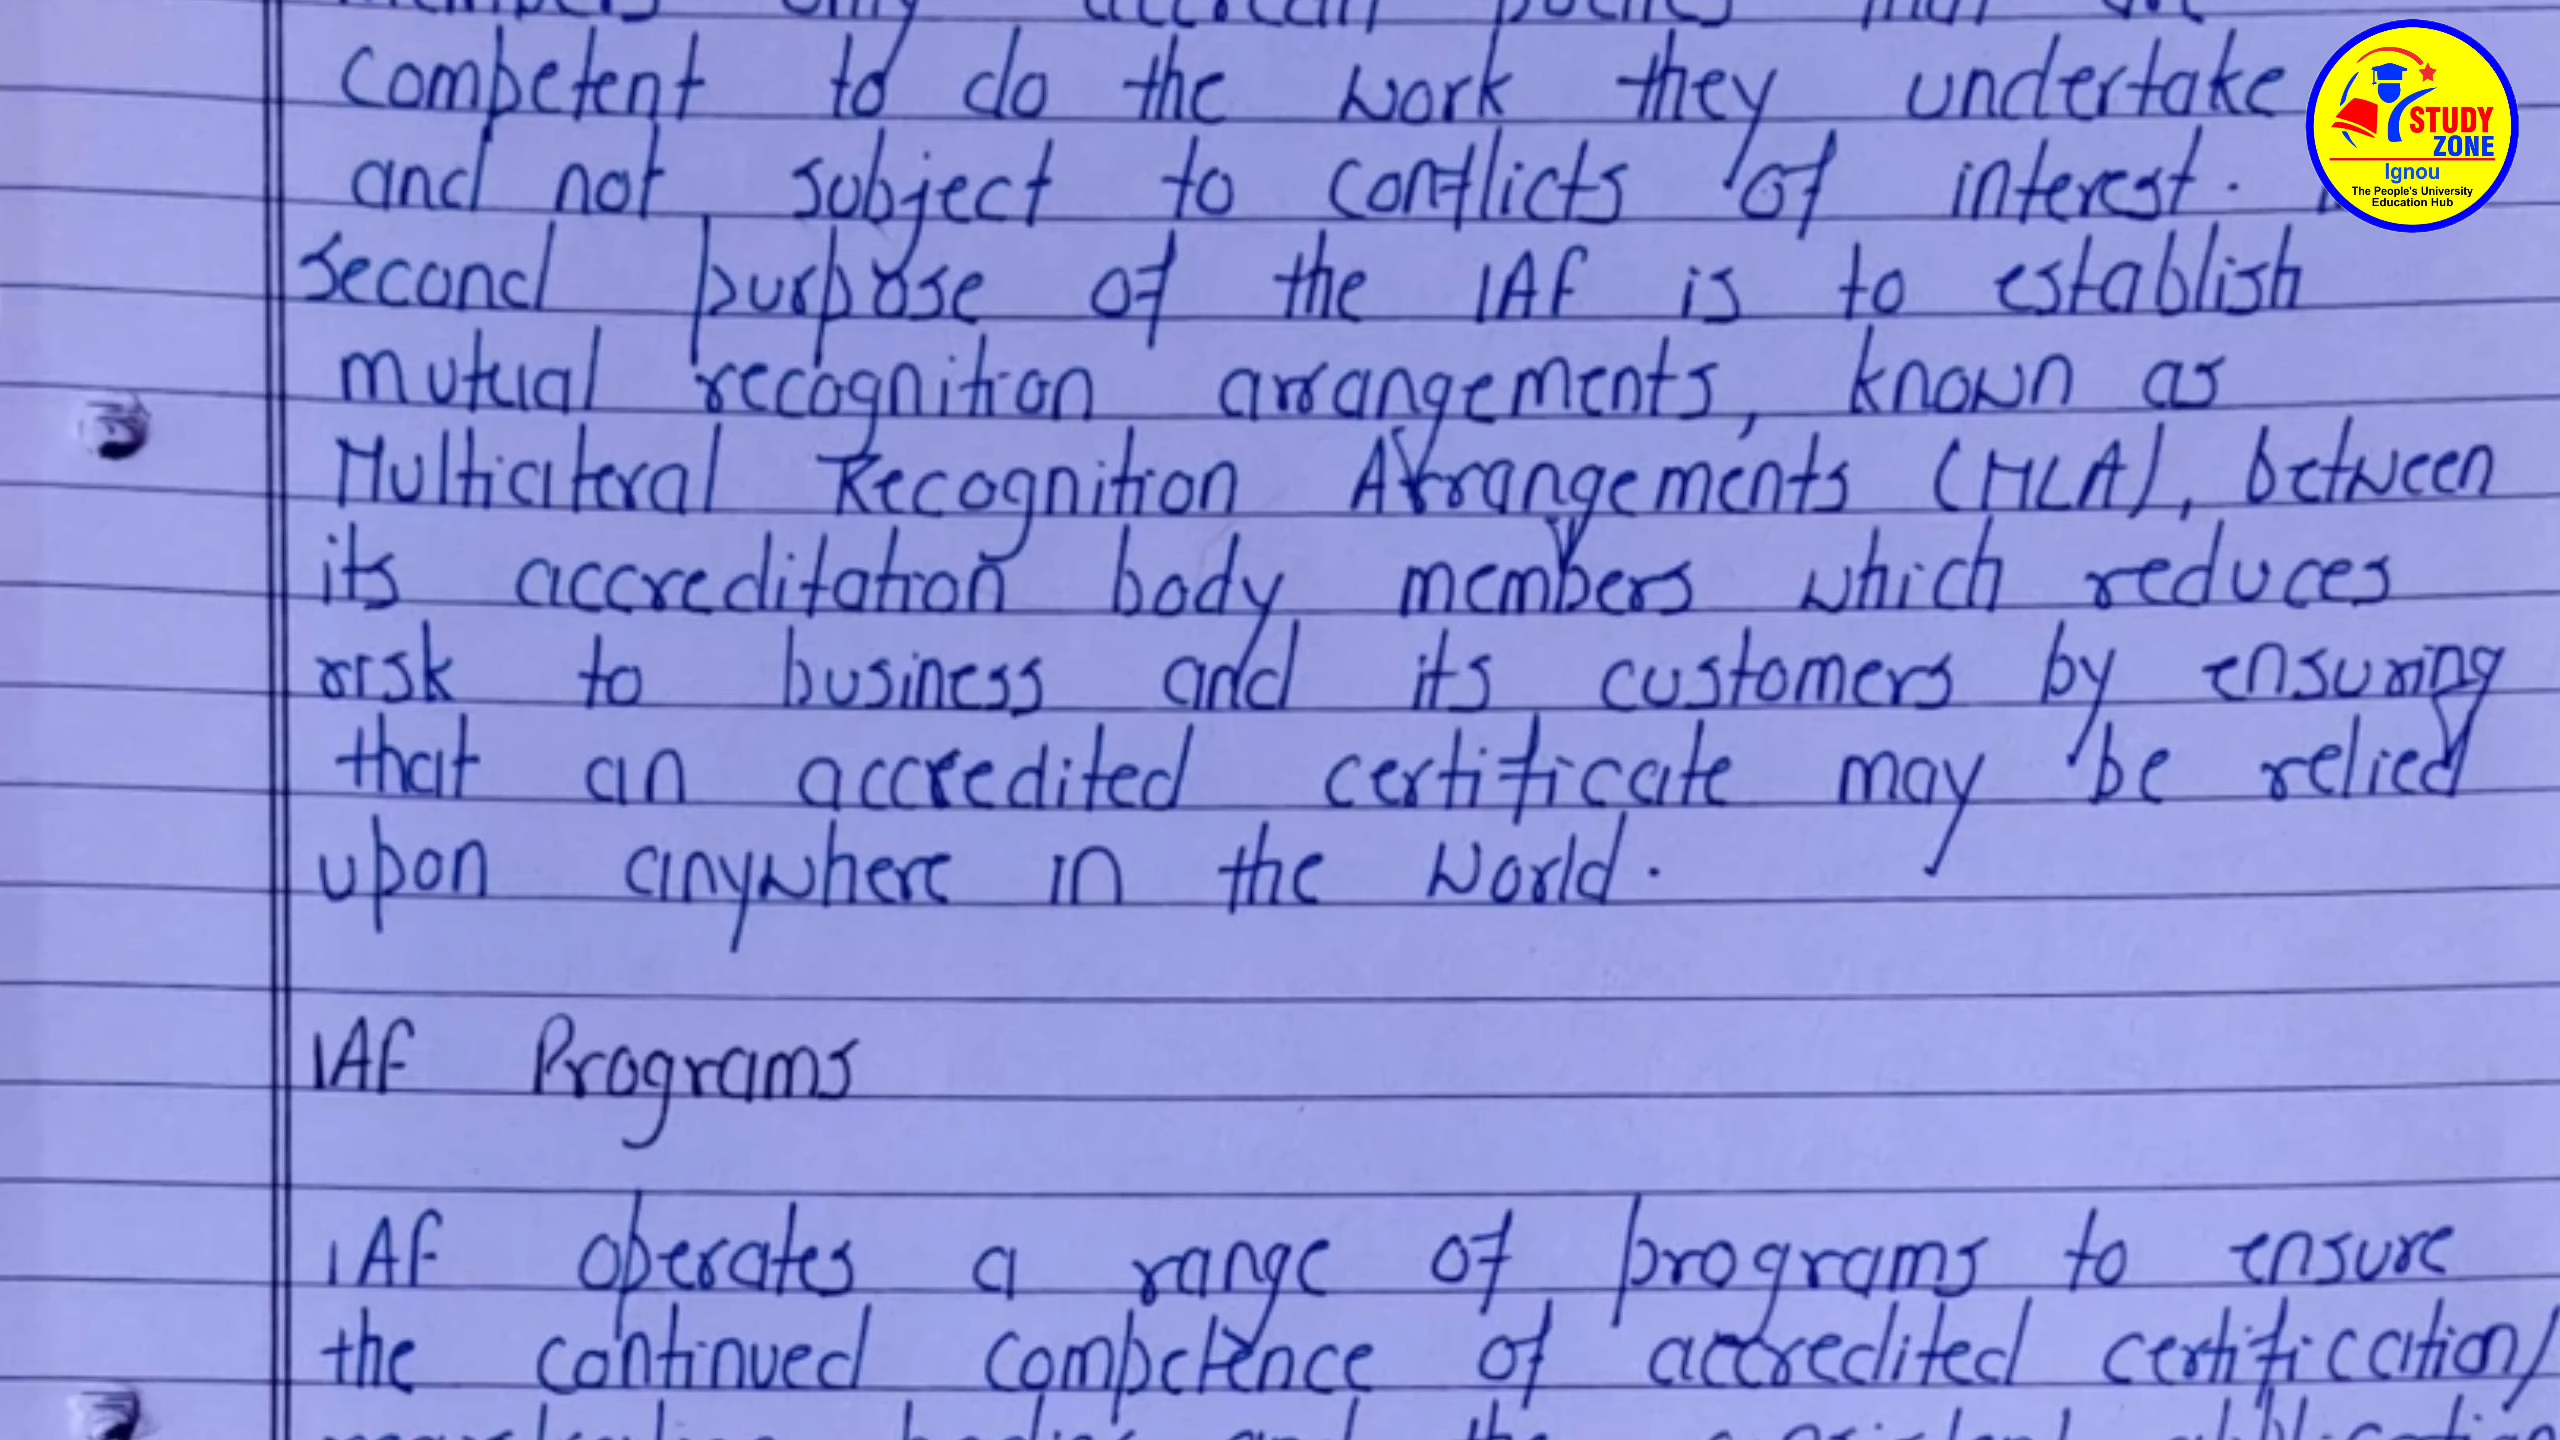 competent to do the work they undertake
and not subject to conflicts of interest.
second purpose of the IAF is to establish
mutual recognition arrangements, known as
Multiciteral Recognition Arrangements (MLA), between
its accreditation body members which reduces
risk to business and its customers by ensuring
that an accredited certificate may be relied
upon anywhere in the world.
IAF Programs
IAF operates a range of programs to ensure
the continued competence of accredited certification/
STUDY
ZONE
Ignou
The People's University
Education Hub